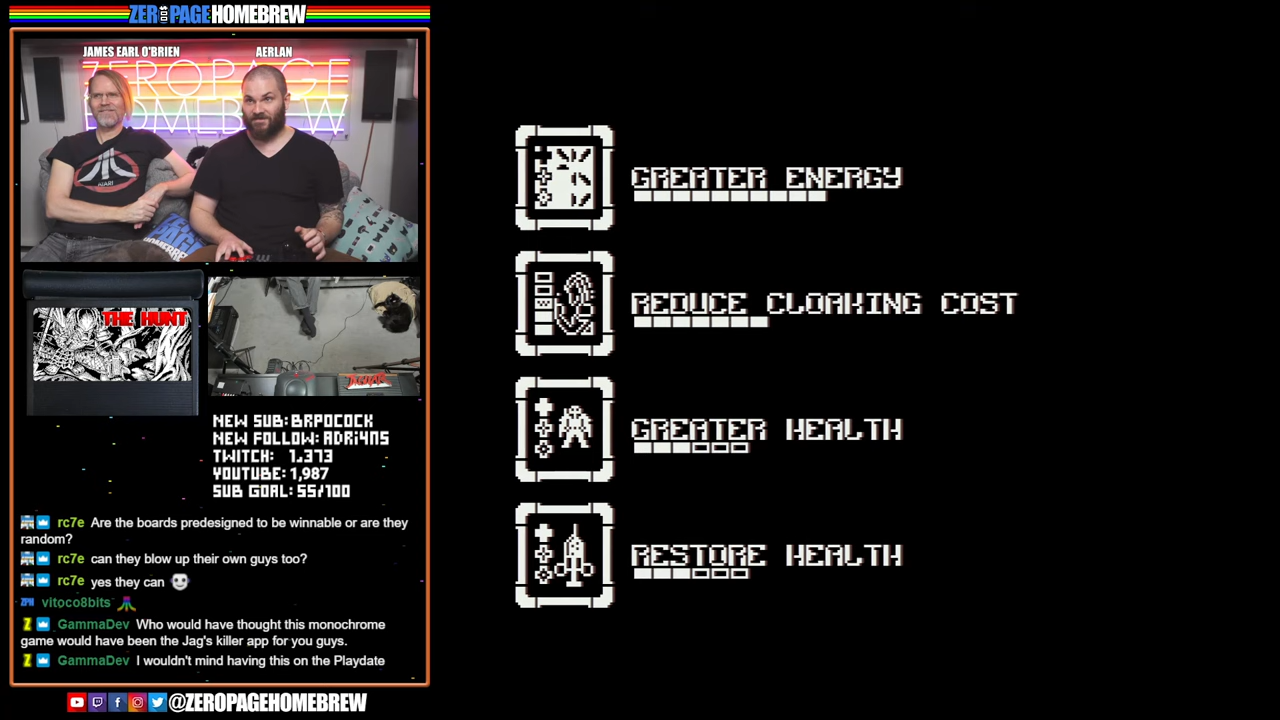 ZEROPAGEHOMEBREW
JAMES EARL O'BRIEN
AERLAN
ZEROPAGE
HOMEBREW
ATARI
THE HUNT
JAGUAR
NEW SUB: BRPOCOCK
NEW FOLLOW: ADRI4NS
TWITCH: 1,373
YOUTUBE: 1,987
SUB GOAL: 55/100
rc7e Are the boards predesigned to be winnable or are they
random?
rc7e can they blow up their own guys too?
rc7e yes they can
ZPH vitoco8bits
Z GammaDev Who would have thought this monochrome
game would have been the Jag's killer app for you guys.
Z GammaDev I wouldn't mind having this on the Playdate
@ZEROPAGEHOMEBREW
GREATER ENERGY
REDUCE CLOAKING COST
GREATER HEALTH
RESTORE HEALTH